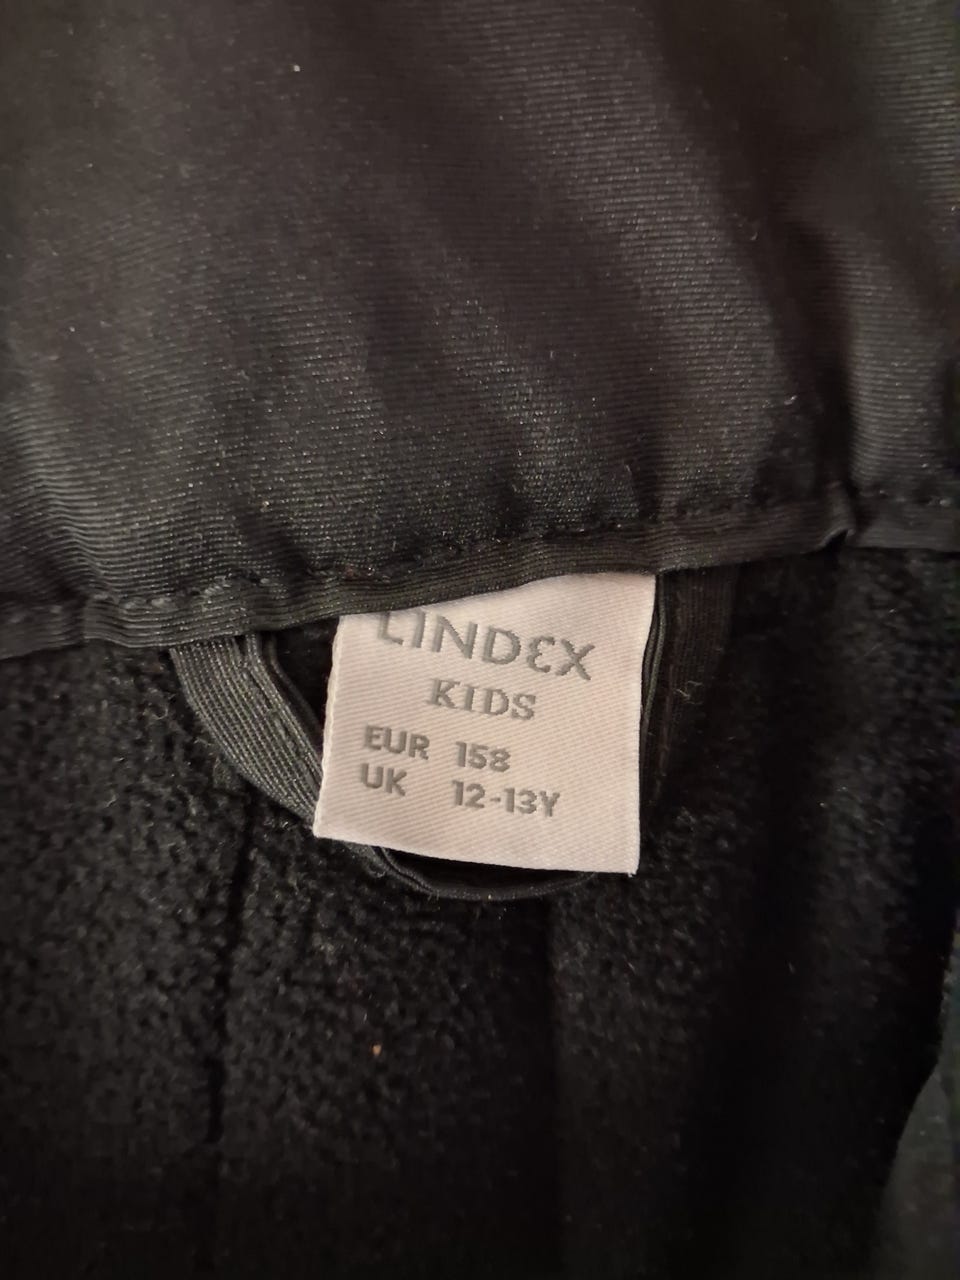 LINDEX
KIDS
EUR 158
UK 12-13Y